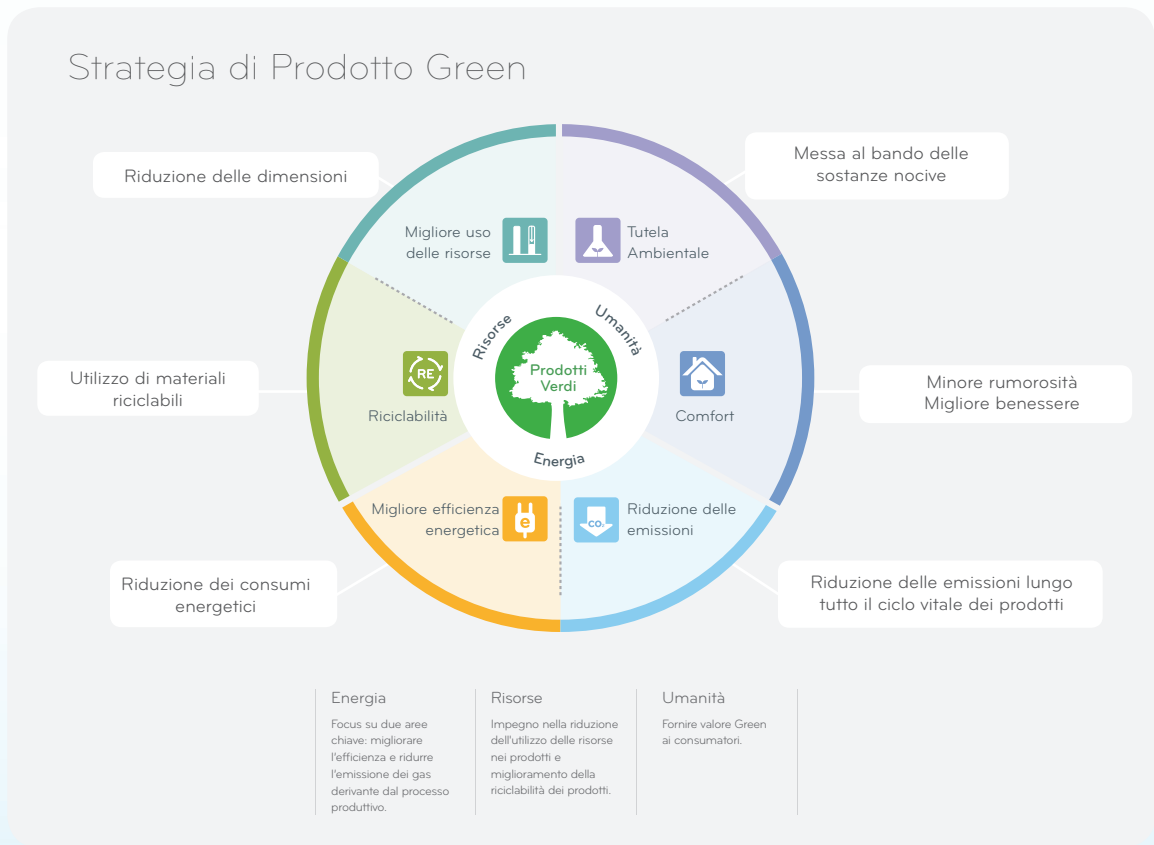 Strategia di Prodotto Green
Riduzione delle dimensioni
Messa al bando delle
sostanze nocive
Migliore uso
delle risorse
Tutela
Ambientale
Risorse
Umanità
Utilizzo di materiali
riciclabili
RE
Riciclabilità
Prodotti
Verdi
Comfort
Minore rumorosità
Migliore benessere
Energia
Migliore efficienza
energetica
e
CO₂
Riduzione delle
emissioni
Riduzione dei consumi
energetici
Riduzione delle emissioni lungo
tutto il ciclo vitale dei prodotti
Energia
Focus su due aree
chiave: migliorare
l'efficienza e ridurre
l'emissione dei gas
derivante dal processo
produttivo.
Risorse
Impegno nella riduzione
dell'utilizzo delle risorse
nei prodotti e
miglioramento della
riciclabilità dei prodotti.
Umanità
Fornire valore Green
ai consumatori.